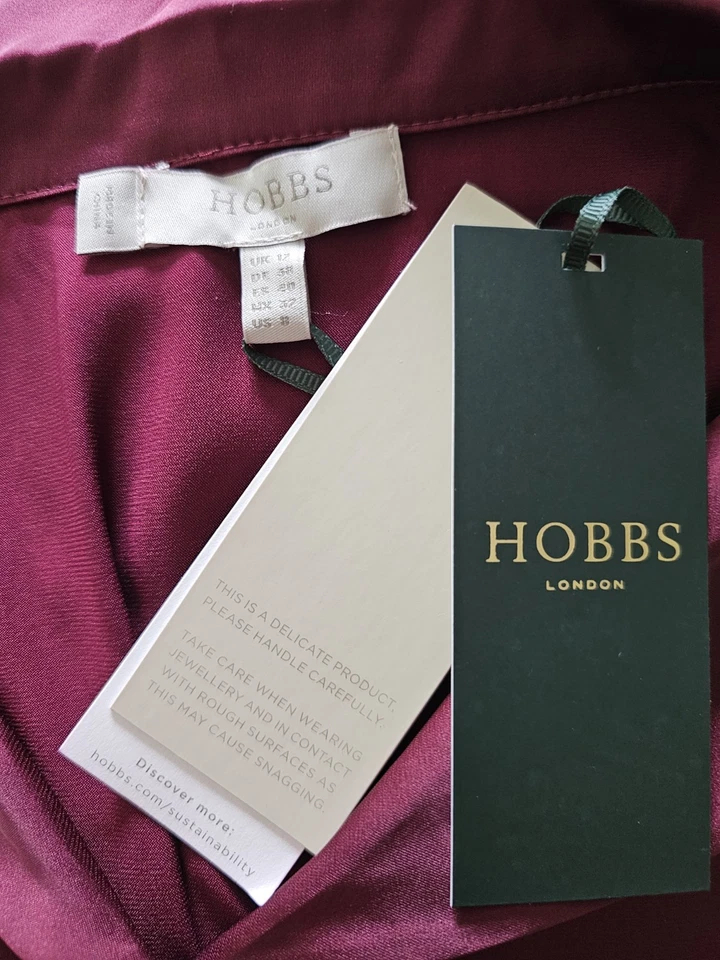 HOBBS
LONDON
UK 12
DE 38
FR 40
MX 32
US 8
THIS IS A DELICATE PRODUCT.
PLEASE HANDLE CAREFULLY.
TAKE CARE WHEN WEARING
JEWELLERY AND IN CONTACT
WITH ROUGH SURFACES AS
THIS MAY CAUSE SNAGGING.
Discover more:
hobbs.com/sustainability
HOBBS
LONDON